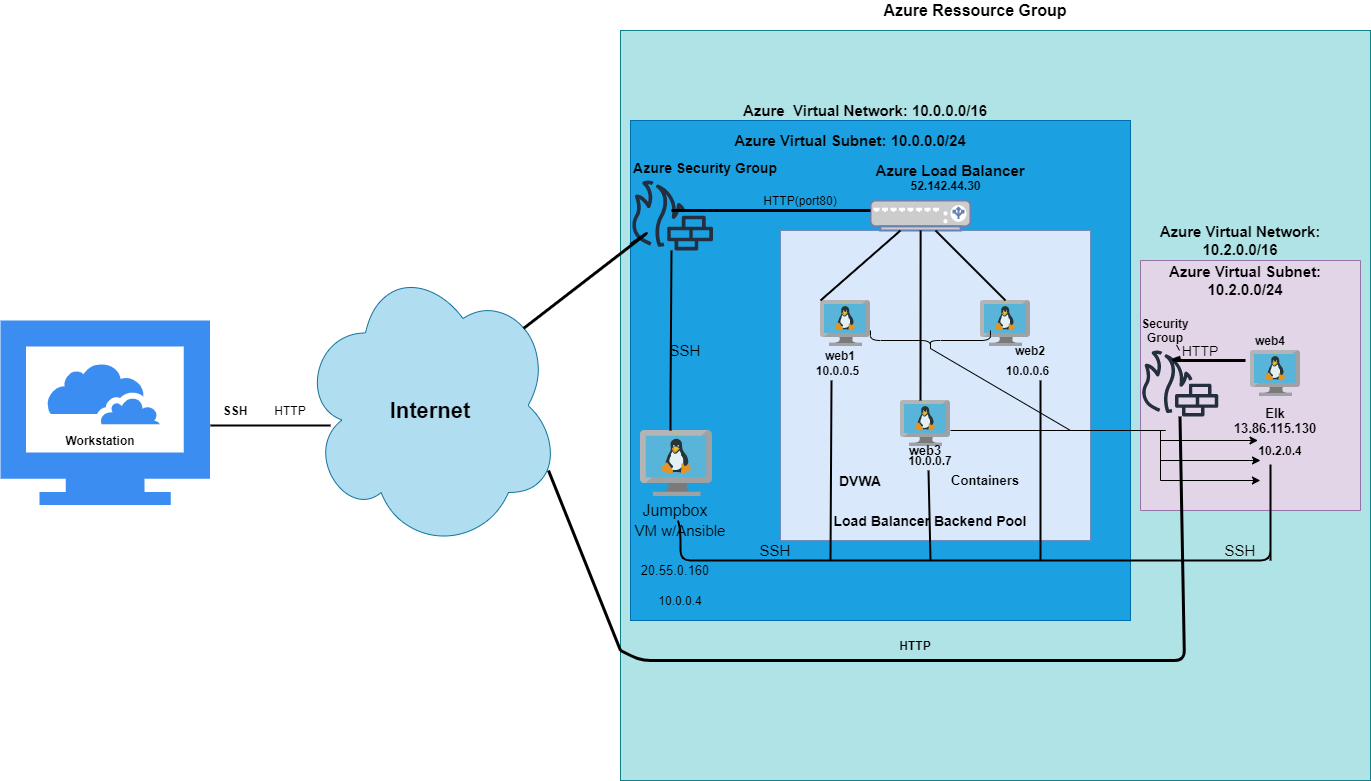 Azure Ressource Group
Azure  Virtual Network: 10.0.0.0/16
Azure Virtual Subnet: 10.0.0.0/24
Azure Security Group
Azure Load Balancer
52.142.44.30
HTTP(port80)
Azure Virtual Network:
10.2.0.0/16
Azure Virtual Subnet:
10.2.0.0/24
Security
Group
HTTP
web4
Elk
13.86.115.130
10.2.0.4
web1
10.0.0.5
web2
10.0.0.6
web3
10.0.0.7
SSH
SSH
HTTP
Internet
Workstation
DVWA
Containers
Load Balancer Backend Pool
Jumpbox
VM w/Ansible
SSH
SSH
20.55.0.160
10.0.0.4
HTTP